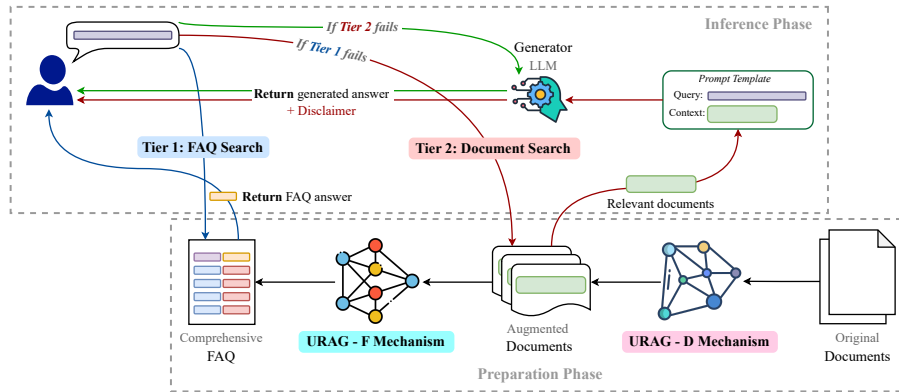 Inference Phase
If Tier 2 fails
If Tier 1 fails
Generator
LLM
Prompt Template
Query:
Context:
Return generated answer
+ Disclaimer
Tier 1: FAQ Search
Tier 2: Document Search
Return FAQ answer
Relevant documents
Comprehensive
FAQ
URAG - F Mechanism
Augmented
Documents
URAG - D Mechanism
Original
Documents
Preparation Phase